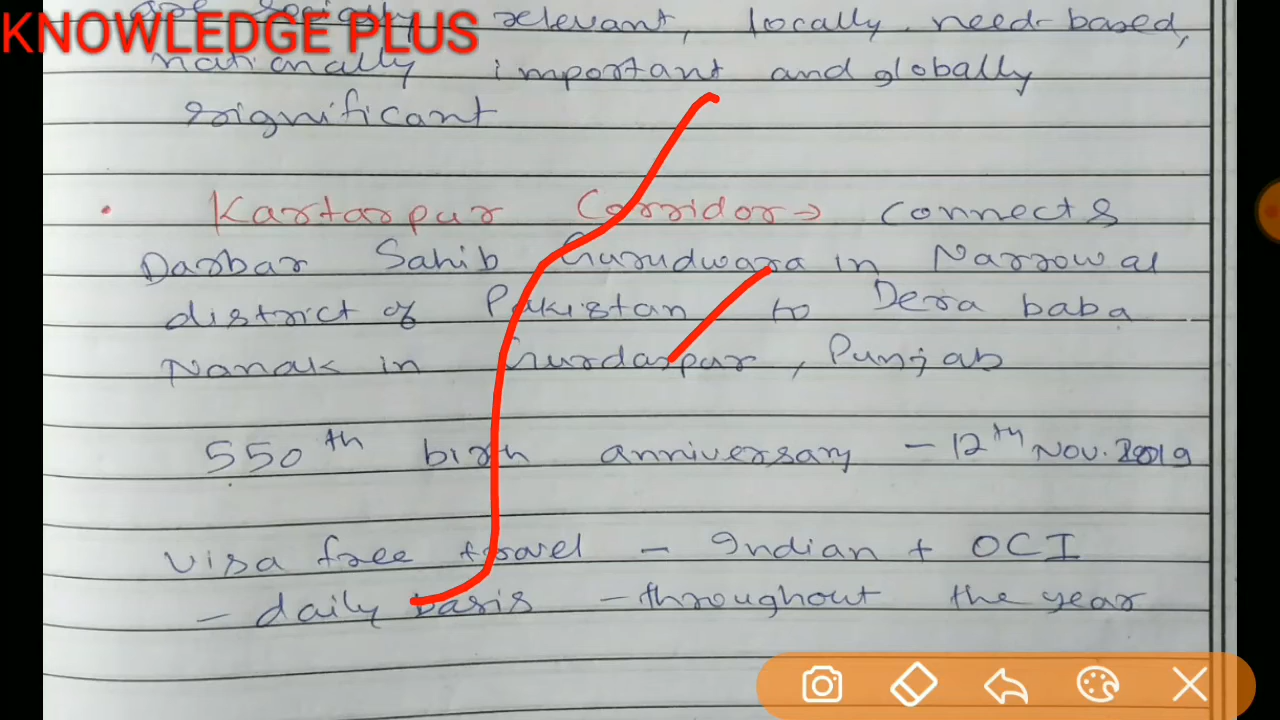 KNOWLEDGE PLUS
relevant, locally need-based,
nationally important and globally
significant
• Kartarpur Corridor → connects
Darbar Sahib Gurudwara in Narrowal
district of Pakistan to Dera baba
Nanak in Gurdaspur, Punjab
550th birth anniversary - 12th Nov. 2019
Visa free travel - Indian + OCI
- daily basis - throughout the year